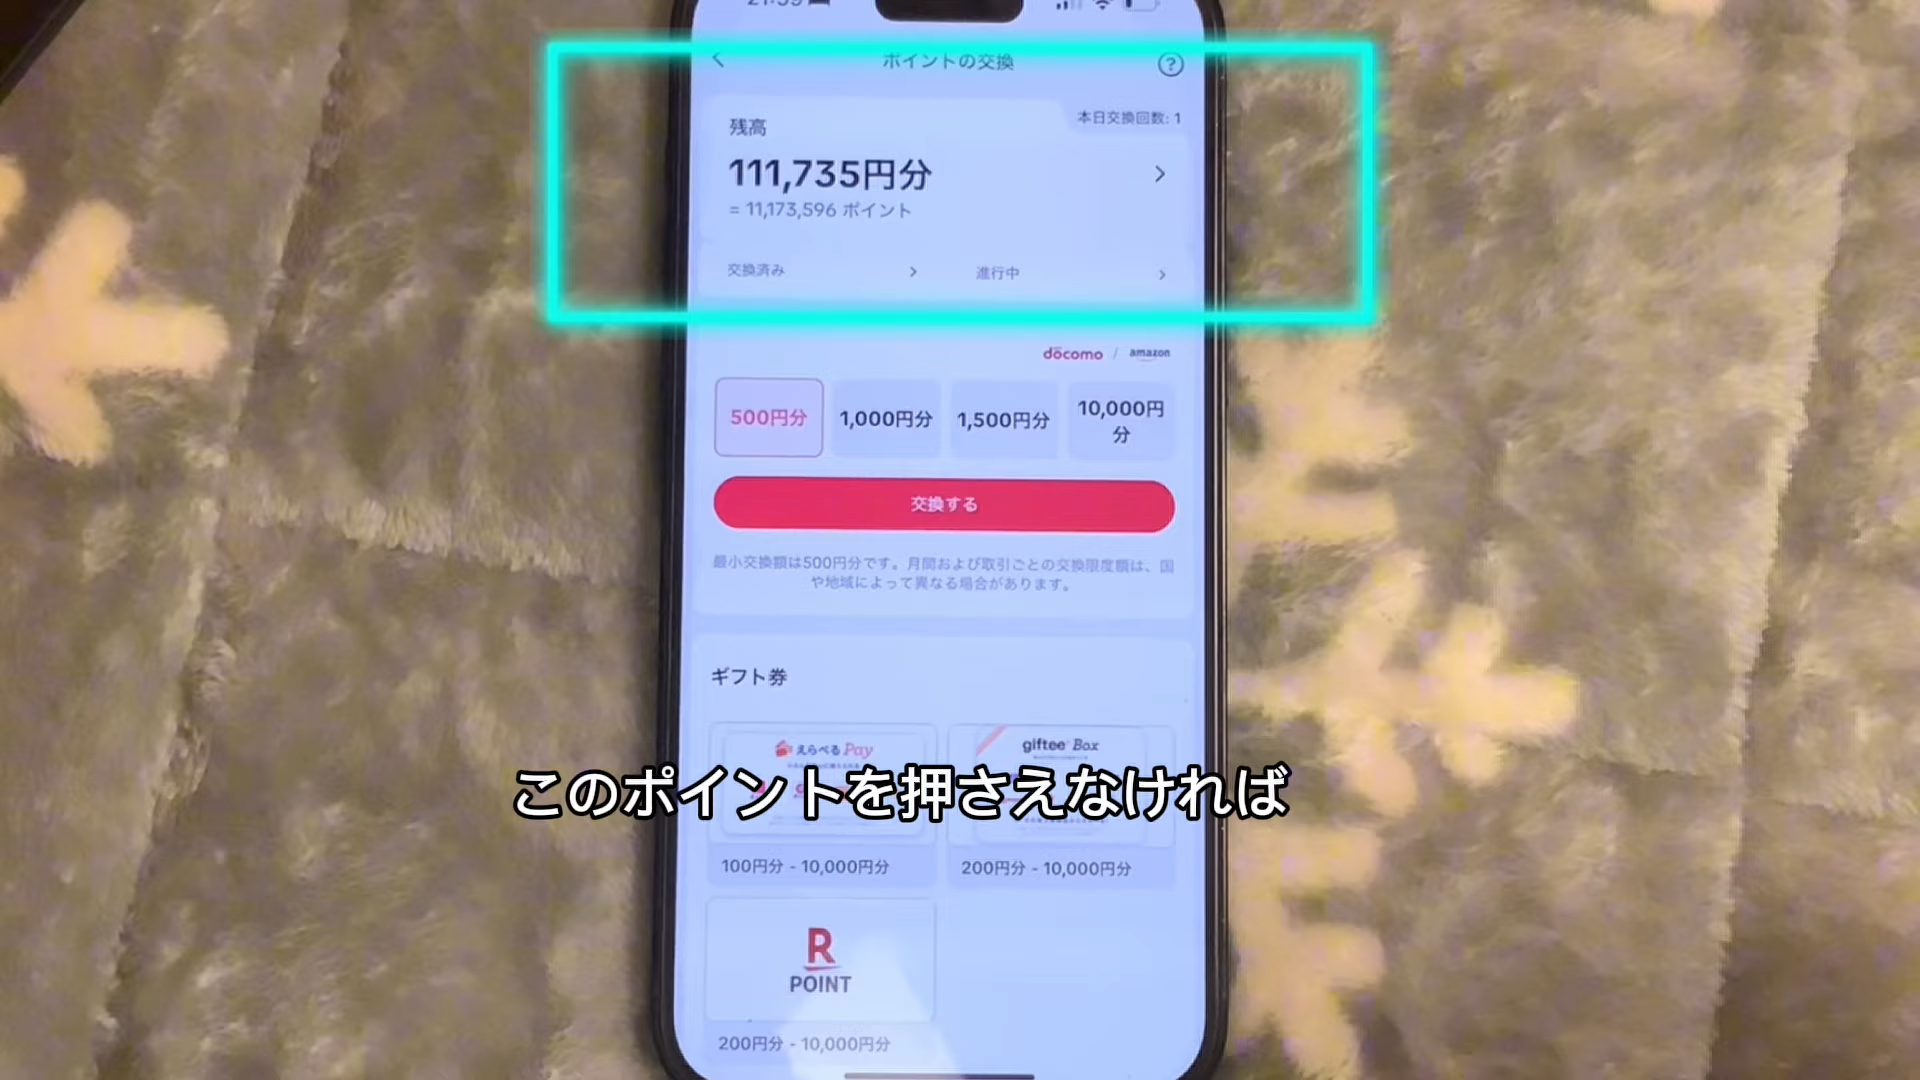 21:59
ポイントの交換
?
残高
本日交換回数: 1
111,735円分
= 11,173,596 ポイント
交換済み
進行中
docomo / amazon
500円分
1,000円分
1,500円分
10,000円
分
交換する
最小交換額は500円分です。月間および取引ごとの交換限度額は、国
や地域によって異なる場合があります。
ギフト券
えらべるPay
giftee Box
このポイントを押さえなければ
100円分 - 10,000円分
200円分 - 10,000円分
R
POINT
200円分 - 10,000円分